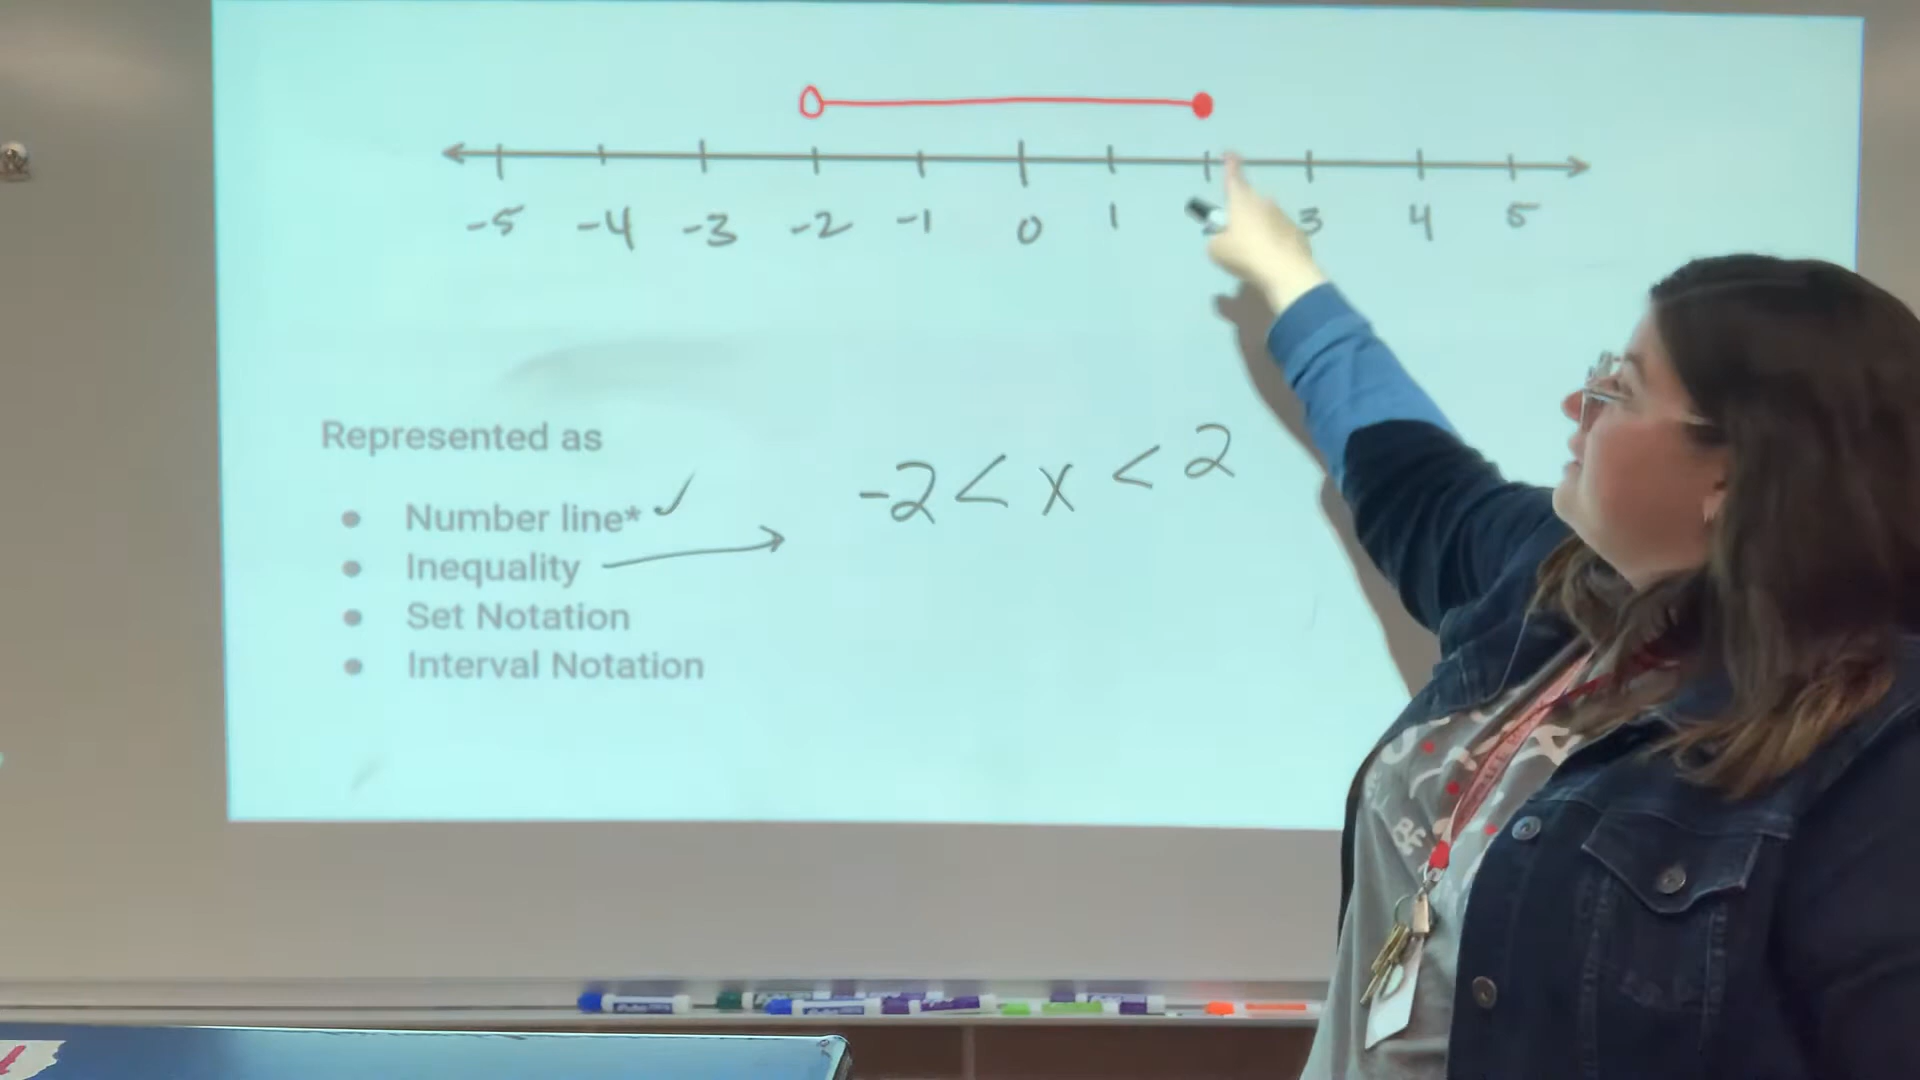 -5 -4 -3 -2 -1 0 1 2 3 4 5
Represented as
-2 < x < 2
• Number line* ✓
• Inequality →
• Set Notation
• Interval Notation